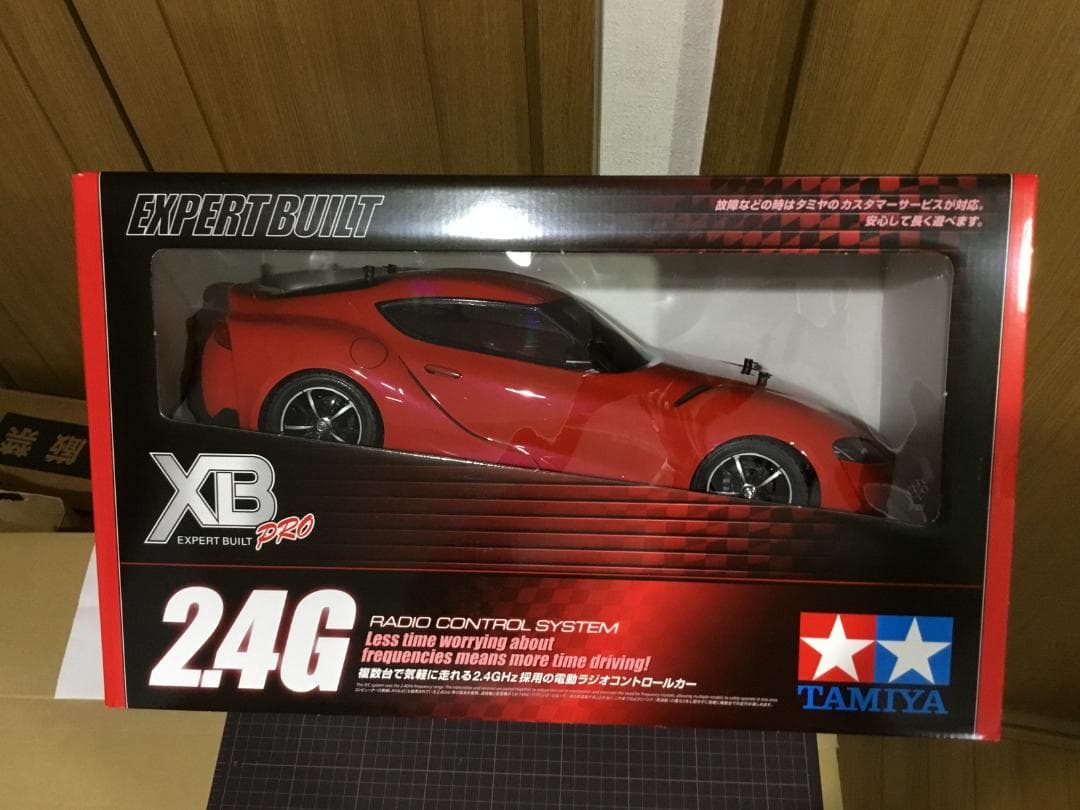 EXPERT BUILT
故障などの時はタミヤのカスタマーサービスが対応。
安心して長く遊べます。
XB
EXPERT BUILT PRO
2.4G
RADIO CONTROL SYSTEM
Less time worrying about
frequencies means more time driving!
複数台で気軽に走れる2.4GHz採用の電動ラジオコントロールカー
TAMIYA